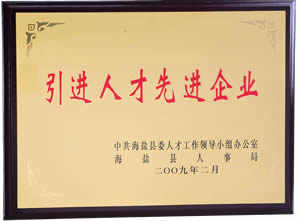 引进人才先进企业
中共海盐县委人才工作领导小组办公室
海盐县人事局
二〇〇九年二月